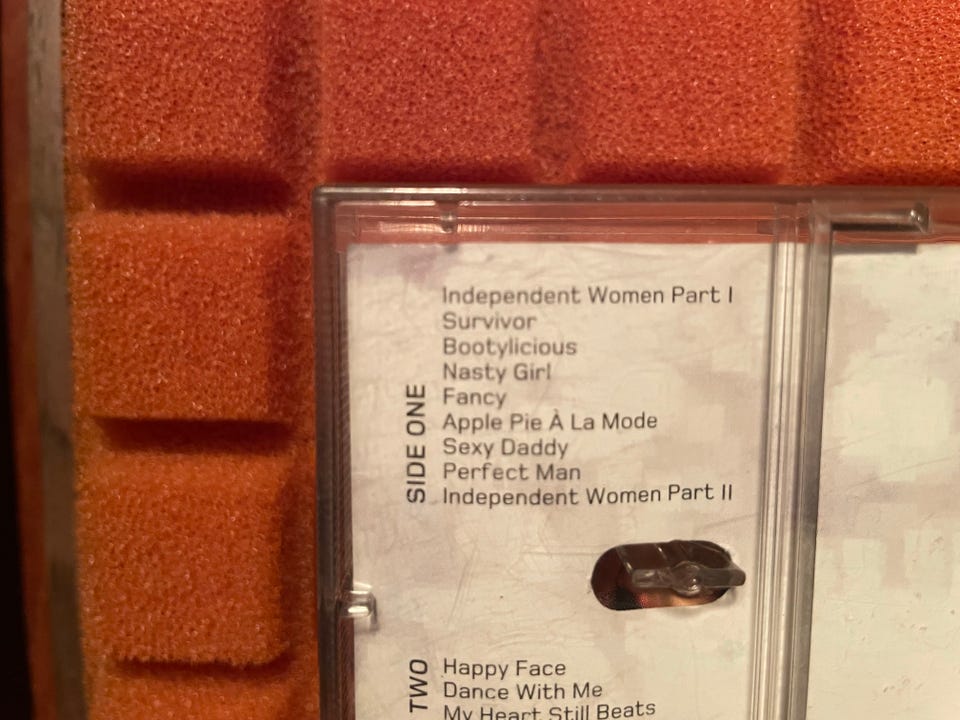 SIDE ONE
Independent Women Part I
Survivor
Bootylicious
Nasty Girl
Fancy
Apple Pie À La Mode
Sexy Daddy
Perfect Man
Independent Women Part II
TWO
Happy Face
Dance With Me
My Heart Still Beats